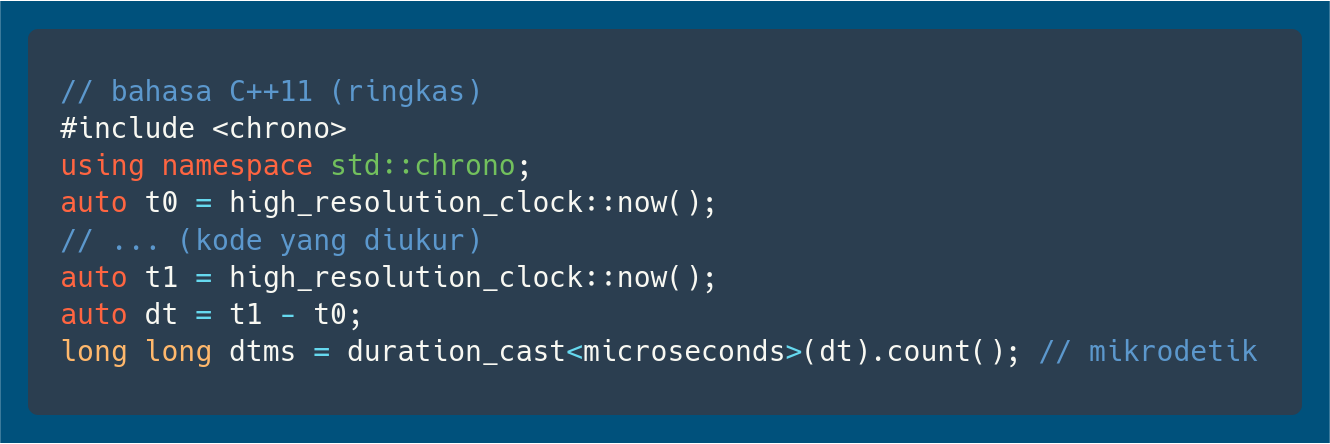 // bahasa C++11 (ringkas)
#include <chrono>
using namespace std::chrono;
auto t0 = high_resolution_clock::now();
// ... (kode yang diukur)
auto t1 = high_resolution_clock::now();
auto dt = t1 - t0;
long long dtms = duration_cast<microseconds>(dt).count(); // mikrodetik